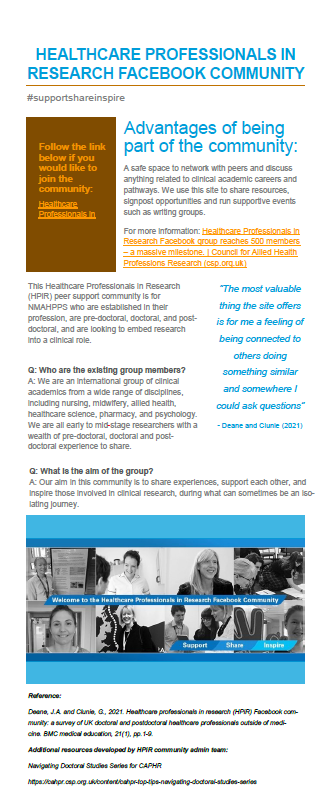 HEALTHCARE PROFESSIONALS IN
RESEARCH FACEBOOK COMMUNITY
#supportshareinspire
Follow the link
below if you
would like to
join the
community:
Healthcare
Professionals in
Advantages of being
part of the community:
A safe space to network with peers and discuss
anything related to clinical academic careers and
pathways. We use this site to share resources,
signpost opportunities and run supportive events
such as writing groups.
For more information: Healthcare Professionals in
Research Facebook group reaches 500 members
– a massive milestone. | Council for Allied Health
Professions Research (csp.org.uk)
This Healthcare Professionals in Research
(HPiR) peer support community is for
NMAHPPS who are established in their
profession, are pre-doctoral, doctoral, and post-
doctoral, and are looking to embed research
into a clinical role.
"The most valuable
thing the site offers
is for me a feeling of
being connected to
others doing
something similar
and somewhere I
could ask questions"
- Deane and Clunie (2021)
Q: Who are the existing group members?
A: We are an international group of clinical
academics from a wide range of disciplines,
including nursing, midwifery, allied health,
healthcare science, pharmacy, and psychology.
We are all early to mid-stage researchers with a
wealth of pre-doctoral, doctoral and post-
doctoral experience to share.
Q: What is the aim of the group?
A: Our aim in this community is to share experiences, support each other, and
inspire those involved in clinical research, during what can sometimes be an iso-
lating journey.
Welcome to the Healthcare Professionals in Research Facebook Community
Support Share Inspire
Reference:
Deane, J.A. and Clunie, G., 2021. Healthcare professionals in research (HPiR) Facebook com-
munity: a survey of UK doctoral and postdoctoral healthcare professionals outside of medi-
cine. BMC medical education, 21(1), pp.1-9.
Additional resources developed by HPiR community admin team:
Navigating Doctoral Studies Series for CAPHR
https://cahpr.csp.org.uk/content/cahpr-top-tips-navigating-doctoral-studies-series